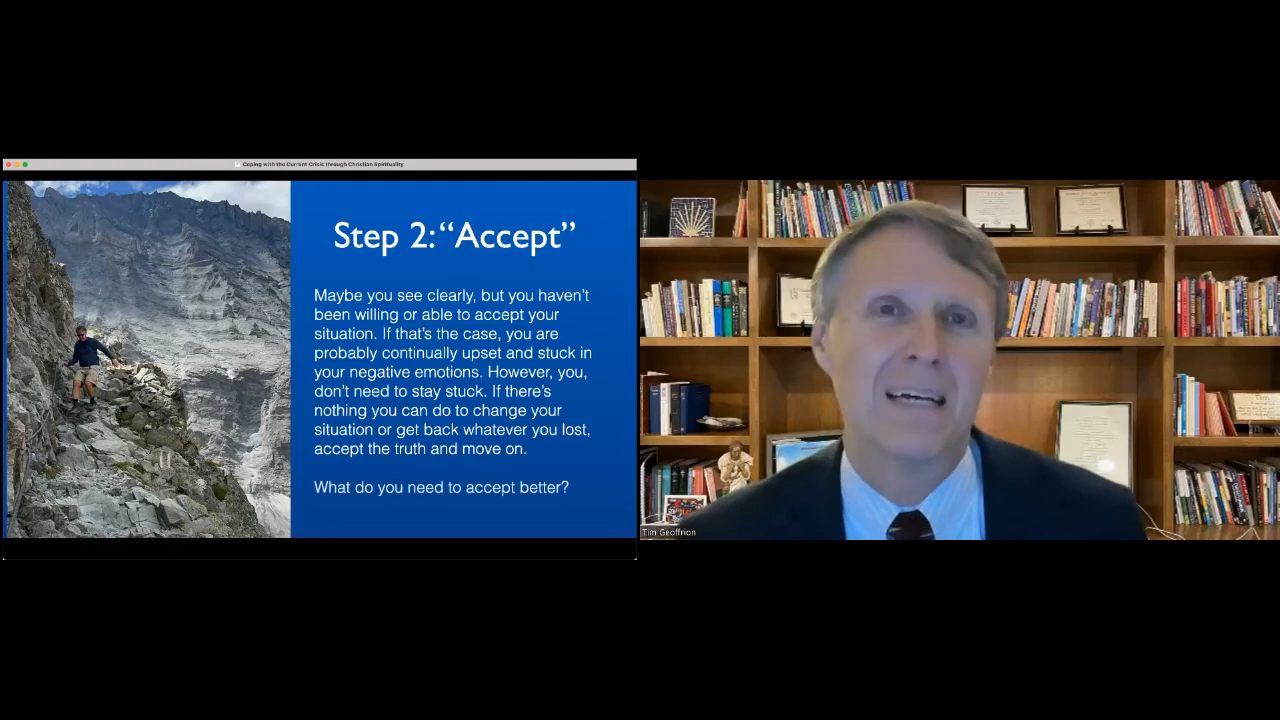 Coping with the Current Crisis through Christian Spirituality
Step 2: “Accept”
Maybe you see clearly, but you haven’t
been willing or able to accept your
situation. If that’s the case, you are
probably continually upset and stuck in
your negative emotions. However, you,
don’t need to stay stuck. If there’s
nothing you can do to change your
situation or get back whatever you lost,
accept the truth and move on.
What do you need to accept better?
Tim Geoffrion